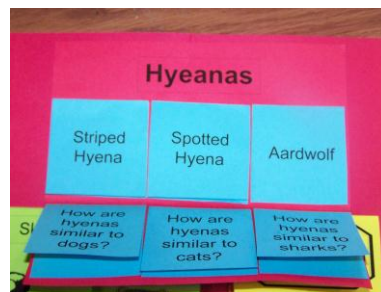 Hyeanas
Striped
Hyena
Spotted
Hyena
Aardwolf
How are
hyenas
similar to
dogs?
How are
hyenas
similar to
cats?
How are
hyenas
similar to
sharks?